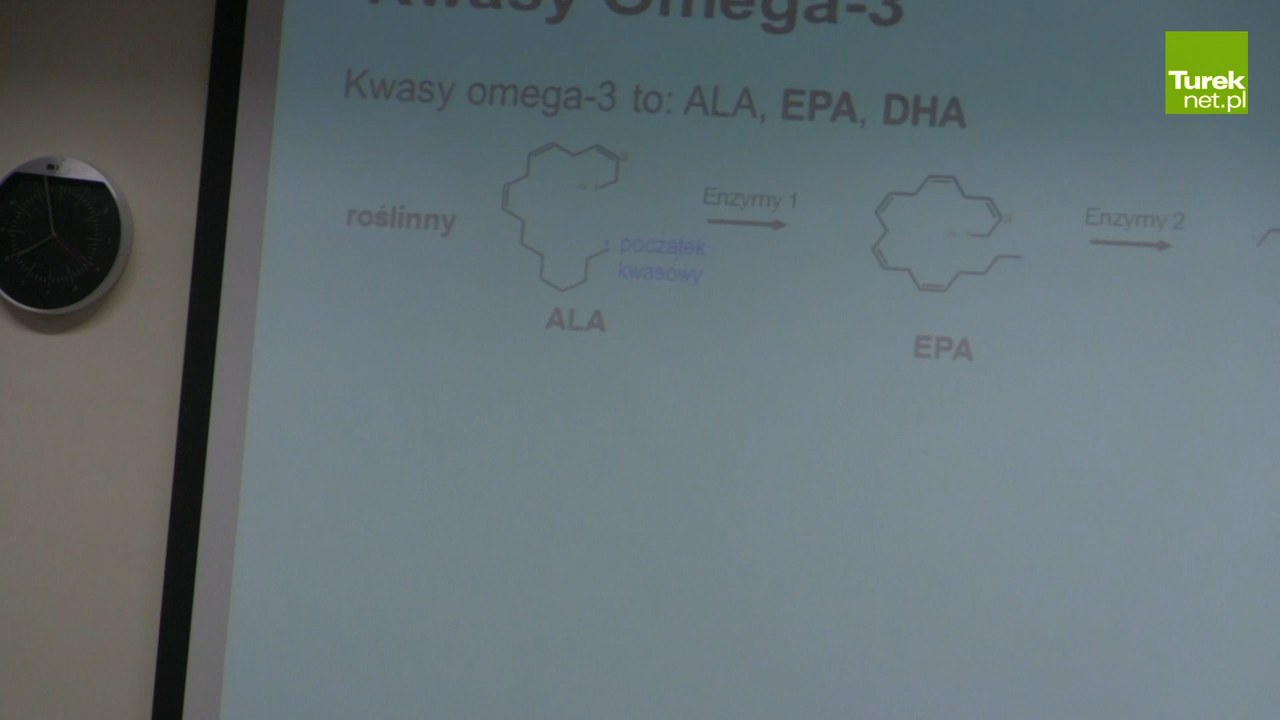 Kwasy Omega-3
Kwasy omega-3 to: ALA, EPA, DHA
Turek
net.pl
roślinny
Enzymy 1
Enzymy 2
początek
kwasowy
ALA
EPA